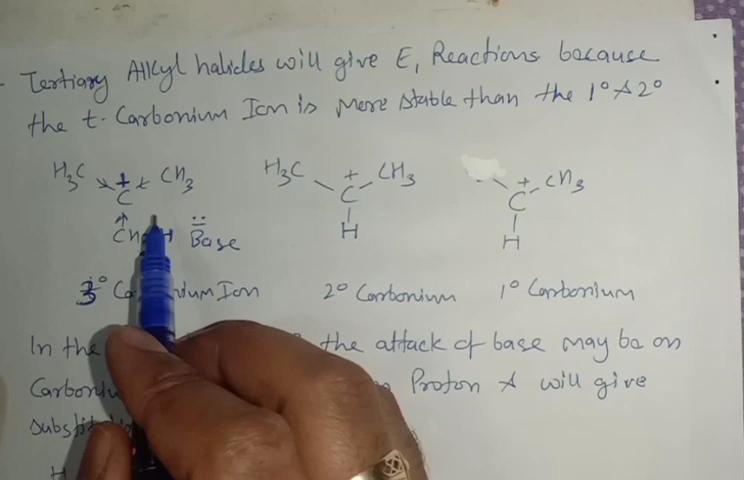 Tertiary Alkyl halides will give E1 Reactions because
the t-Carbonium Ion is More stable than the 1° & 2°
H3C + CH3 H3C + CH3 + CH3
C C C
H H
Base
3° Ion 2° Carbonium 1° Carbonium
In the the attack of base may be on
Proton & will give